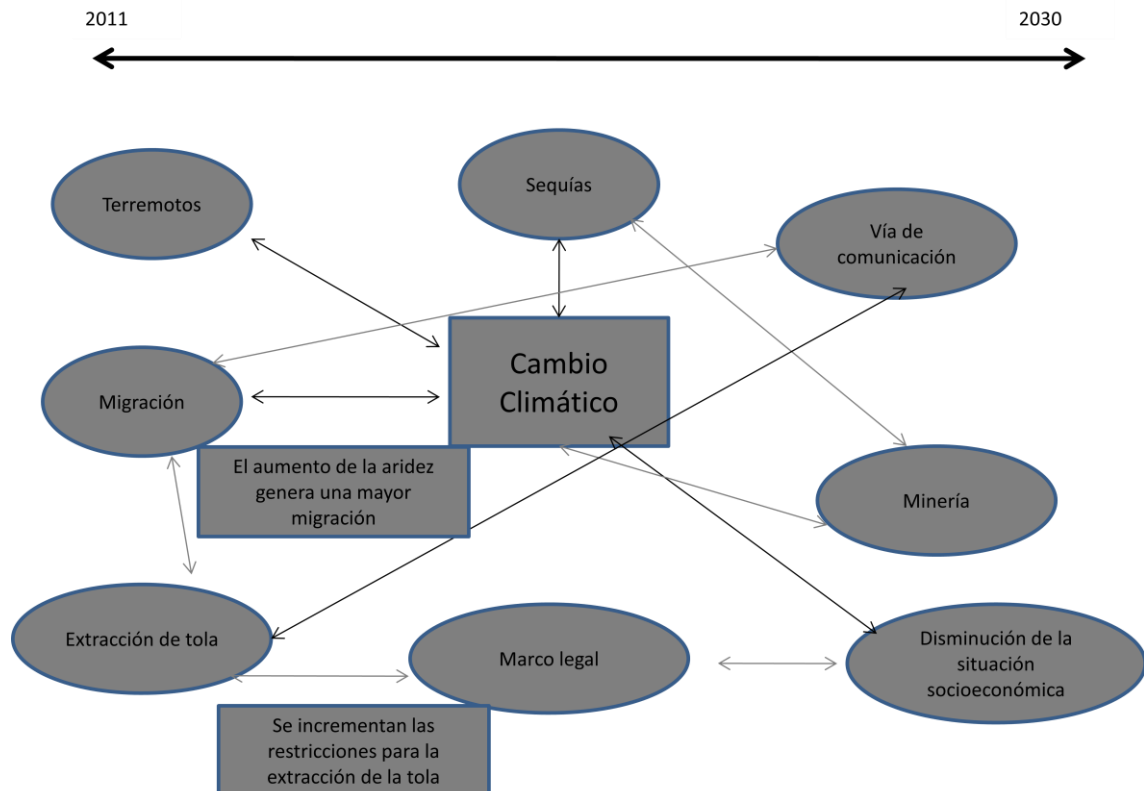 2011
2030
Terremotos
Sequías
Vía de
comunicación
Cambio
Climático
Migración
El aumento de la aridez
genera una mayor
migración
Minería
Extracción de tola
Marco legal
Disminución de la
situación
socioeconómica
Se incrementan las
restricciones para la
extracción de la tola